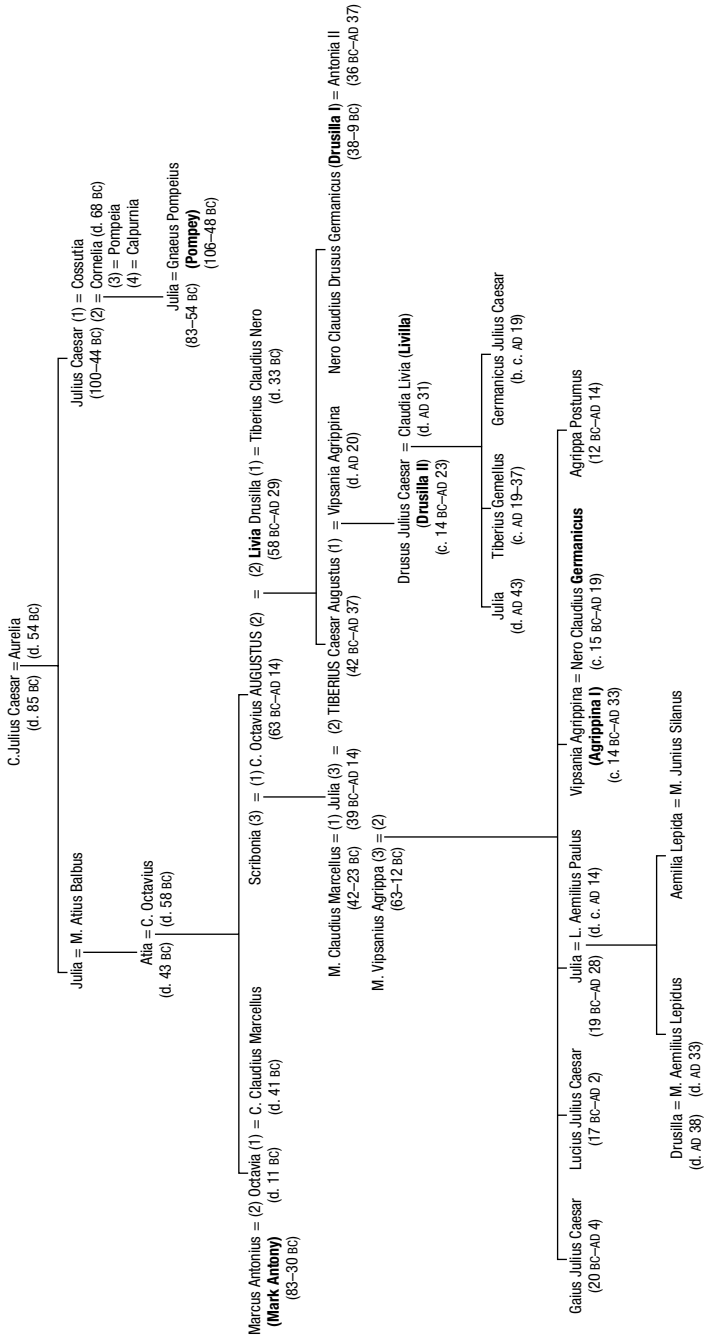 C.Julius Caesar = Aurelia
(d. 85 BC) (d. 54 BC)
Julia = M. Atius Balbus
Julius Caesar (1) = Cossutia
(100–44 BC) (2) = Cornelia (d. 68 BC)
(3) = Pompeia
(4) = Calpurnia
Atia = C. Octavius
(d. 43 BC) (d. 58 BC)
Julia = Gnaeus Pompeius
(83–54 BC) (Pompey)
(106–48 BC)
Marcus Antonius = (2) Octavia (1) = C. Claudius Marcellus
(Mark Antony) (d. 11 BC) (d. 41 BC)
(83–30 BC)
Scribonia (3) = (1) C. Octavius AUGUSTUS (2) = (2) Livia Drusilla (1) = Tiberius Claudius Nero
(63 BC–AD 14) (58 BC–AD 29) (d. 33 BC)
M. Claudius Marcellus = (1) Julia (3) = (2) TIBERIUS Caesar Augustus (1) = Vipsania Agrippina
(42–23 BC) (39 BC–AD 14) (42 BC–AD 37) (d. AD 20)
Nero Claudius Drusus Germanicus (Drusilla I) = Antonia II
(38–9 BC) (36 BC–AD 37)
M. Vipsanius Agrippa (3) = (2)
(63–12 BC)
Drusus Julius Caesar = Claudia Livia (Livilla)
(Drusilla II) (d. AD 31)
(c. 14 BC–AD 23)
Julia
(d. AD 43)
Tiberius Gemellus
(c. AD 19–37)
Germanicus Julius Caesar
(b. c. AD 19)
Gaius Julius Caesar
(20 BC–AD 4)
Lucius Julius Caesar
(17 BC–AD 2)
Julia = L. Aemilius Paulus
(19 BC–AD 28) (d. c. AD 14)
Vipsania Agrippina = Nero Claudius Germanicus
(Agrippina I) (c. 15 BC–AD 19)
(c. 14 BC–AD 33)
Agrippa Postumus
(12 BC–AD 14)
Drusilla = M. Aemilius Lepidus
(d. AD 38) (d. AD 33)
Aemilia Lepida = M. Junius Silanus